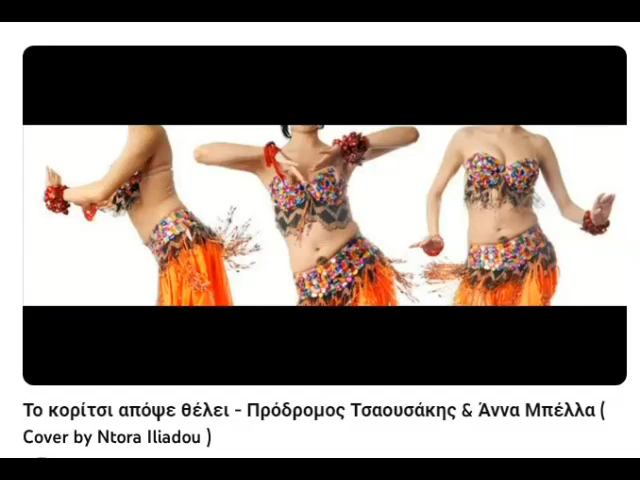 Το κορίτσι απόψε θέλει - Πρόδρομος Τσαουσάκης & Άννα Μπέλλα (
Cover by Ntora Iliadou )